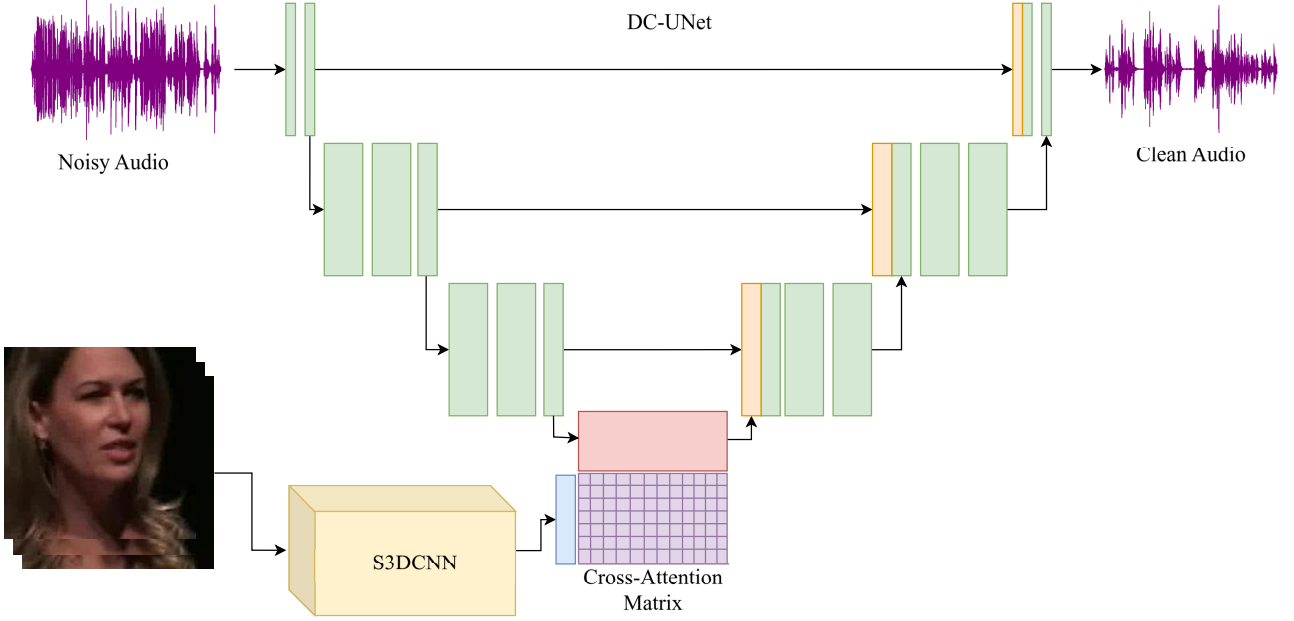 DC-UNet
Noisy Audio
Clean Audio
S3DCNN
Cross-Attention
Matrix